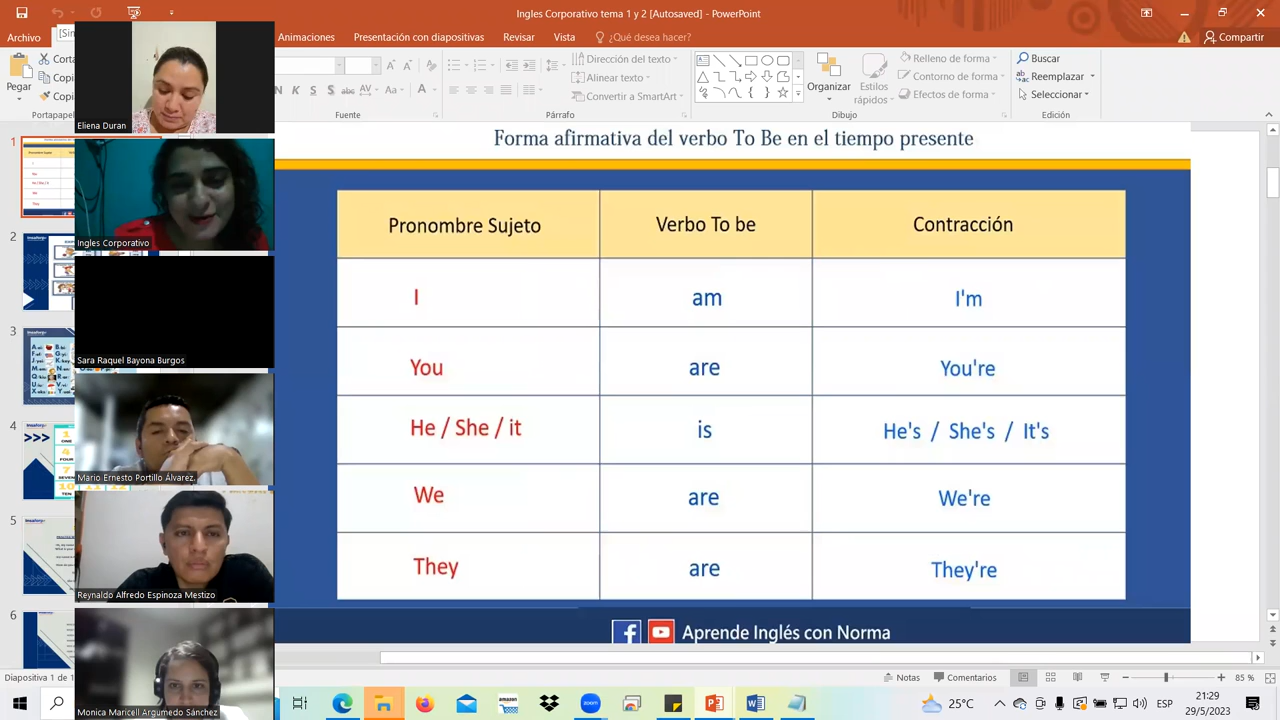 Ingles Corporativo tema 1 y 2 [Autosaved] - PowerPoint
Archivo
Animaciones
Presentación con diapositivas
Revisar
Vista
¿Qué desea hacer?
Compartir
Pegar
Dirección del texto
Alinear texto
Convertir a SmartArt
Organizar
Estilos
rápidos
Relleno de forma
Contorno de forma
Efectos de forma
Buscar
Reemplazar
Seleccionar
Fuente
Párrafo
Dibujo
Edición
Eliena Duran
Ingles Corporativo
Sara Raquel Bayona Burgos
Mario Ernesto Portillo Álvarez.
Reynaldo Alfredo Espinoza Mestizo
Monica Maricell Argumedo Sánchez
Forma afirmativa del verbo To Be en el tiempo presente
Pronombre Sujeto Verbo To be Contracción
I am I'm
You are You're
He / She / it is He's / She's / It's
We are We're
They are They're
Aprende Inglés con Norma
3
4
5
6
Diapositiva 1 de 1
Notas
Comentarios
85 %
25°C
ESP
21:29
29/5/2023